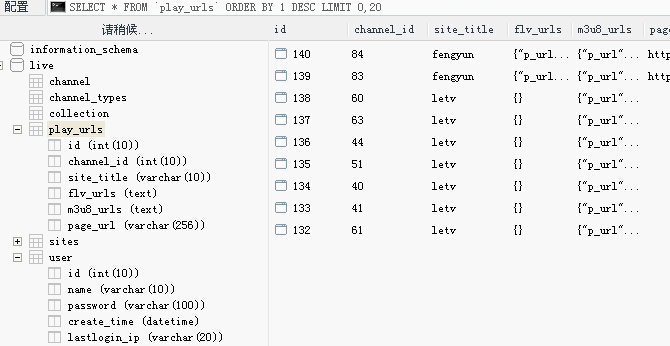 配置 SELECT * FROM `play_urls` ORDER BY 1 DESC LIMIT 0,20
请稍候...
information_schema
live
channel
channel_types
collection
play_urls
id (int(10))
channel_id (int(10))
site_title (varchar(10))
flv_urls (text)
m3u8_urls (text)
page_url (varchar(256))
sites
user
id (int(10))
name (varchar(10))
password (varchar(100))
create_time (datetime)
lastlogin_ip (varchar(20))
id channel_id site_title flv_urls m3u8_urls page
140 84 fengyun {"p_url... {"p_url"... http
139 83 fengyun {"p_url... {"p_url"... http
138 60 letv {} {"p_url"...
137 63 letv {} {"p_url"...
136 44 letv {} {"p_url"...
135 51 letv {} {"p_url"...
134 40 letv {} {"p_url"...
133 41 letv {} {"p_url"...
132 61 letv {} {"p_url"...